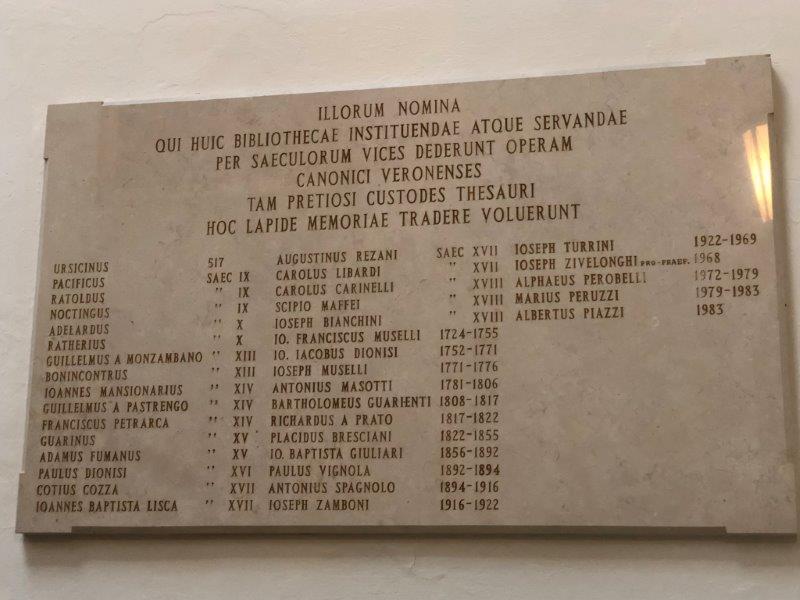 ILLORUM NOMINA
QUI HUIC BIBLIOTHECAE INSTITUENDAE ATQUE SERVANDAE
PER SAECULORUM VICES DEDERUNT OPERAM
CANONICI VERONENSES
TAM PRETIOSI CUSTODES THESAURI
HOC LAPIDE MEMORIAE TRADERE VOLUERUNT
URSICINUS 517
PACIFICUS SAEC IX
RATOLDUS " IX
NOCTINGUS " IX
ADELARDUS " X
RATHERIUS " X
GUILLELMUS A MONZAMBANO " XIII
BONINCONTRUS " XIII
IOANNES MANSIONARIUS " XIV
GUILLELMUS A PASTRENGO " XIV
FRANCISCUS PETRARCA " XIV
GUARINUS " XV
ADAMUS FUMANUS " XV
PAULUS DIONISI " XVI
COTIUS COZZA " XVII
IOANNES BAPTISTA LISCA " XVII
AUGUSTINUS REZANI SAEC XVII
CAROLUS LIBARDI " XVII
CAROLUS CARINELLI " XVIII
SCIPIO MAFFEI " XVIII
IOSEPH BIANCHINI " XVIII
IO. FRANCISCUS MUSELLI 1724-1755
IO. IACOBUS DIONISI 1752-1771
IOSEPH MUSELLI 1771-1776
ANTONIUS MASOTTI 1781-1806
BARTHOLOMEUS GUARIENTI 1808-1817
RICHARDUS A PRATO 1817-1822
PLACIDUS BRESCIANI 1822-1855
IO. BAPTISTA GIULIARI 1856-1892
PAULUS VIGNOLA 1892-1894
ANTONIUS SPAGNOLO 1894-1916
IOSEPH ZAMBONI 1916-1922
IOSEPH TURRINI 1922-1969
IOSEPH ZIVELONGHI PRO-PRAEF. 1968
ALPHAEUS PEROBELLI 1972-1979
MARIUS PERUZZI 1979-1983
ALBERTUS PIAZZI 1983